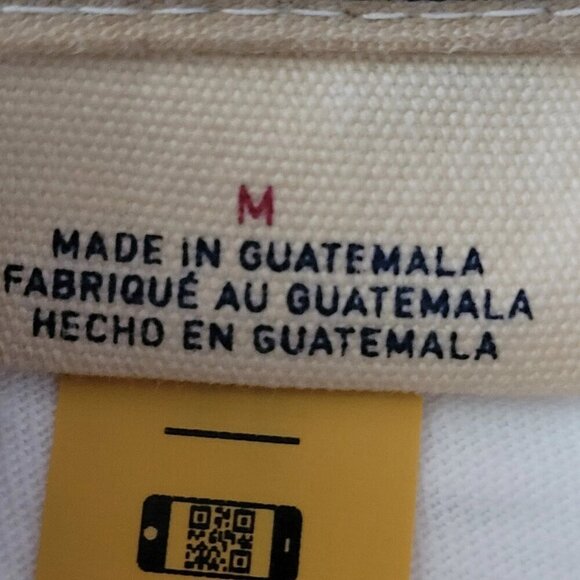 M
MADE IN GUATEMALA
FABRIQUÉ AU GUATEMALA
HECHO EN GUATEMALA